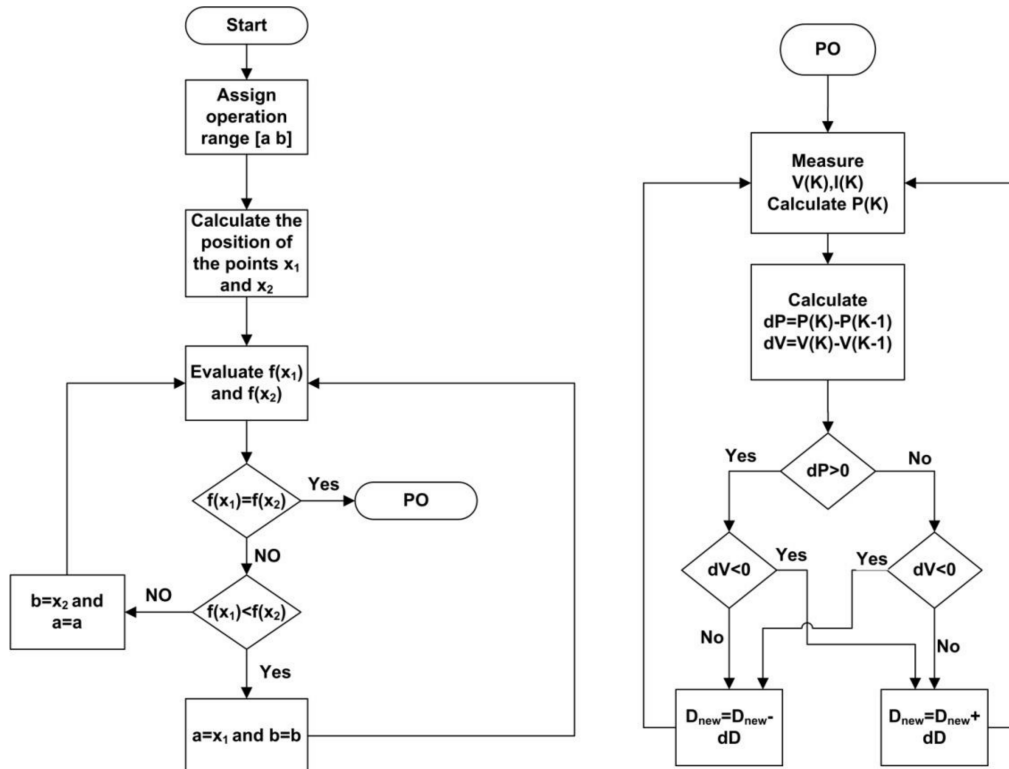 Start
Assign
operation
range [a b]
Calculate the
position of
the points x₁
and x₂
Evaluate f(x₁)
and f(x₂)
f(x₁)=f(x₂)
Yes
PO
NO
f(x₁)<f(x₂)
NO
b=x₂ and
a=a
Yes
a=x₁ and b=b
PO
Measure
V(K),I(K)
Calculate P(K)
Calculate
dP=P(K)-P(K-1)
dV=V(K)-V(K-1)
dP>0
Yes
No
dV<0
Yes
Yes
dV<0
No
No
Dnew=Dnew-
dD
Dnew=Dnew+
dD